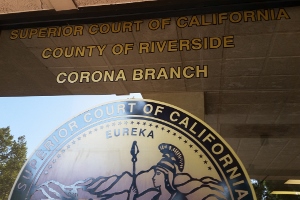 SUPERIOR COURT OF CALIFORNIA
COUNTY OF RIVERSIDE
CORONA BRANCH
SUPERIOR COURT OF CALIFORNIA
EUREKA